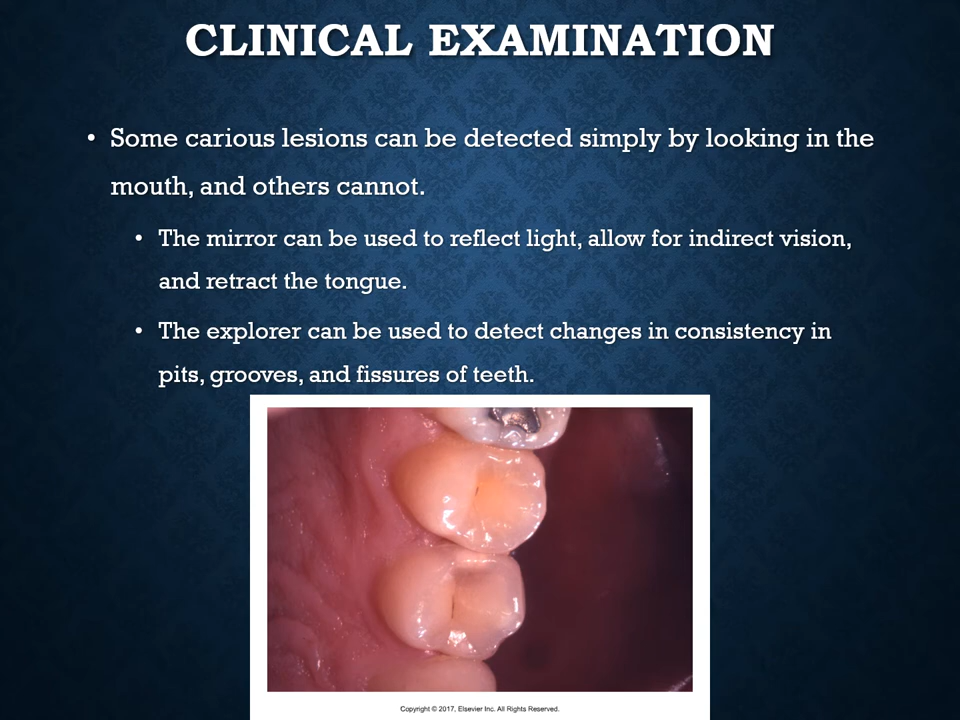 CLINICAL EXAMINATION
• Some carious lesions can be detected simply by looking in the
mouth, and others cannot.
• The mirror can be used to reflect light, allow for indirect vision,
and retract the tongue.
• The explorer can be used to detect changes in consistency in
pits, grooves, and fissures of teeth.
Copyright © 2017, Elsevier Inc. All Rights Reserved.